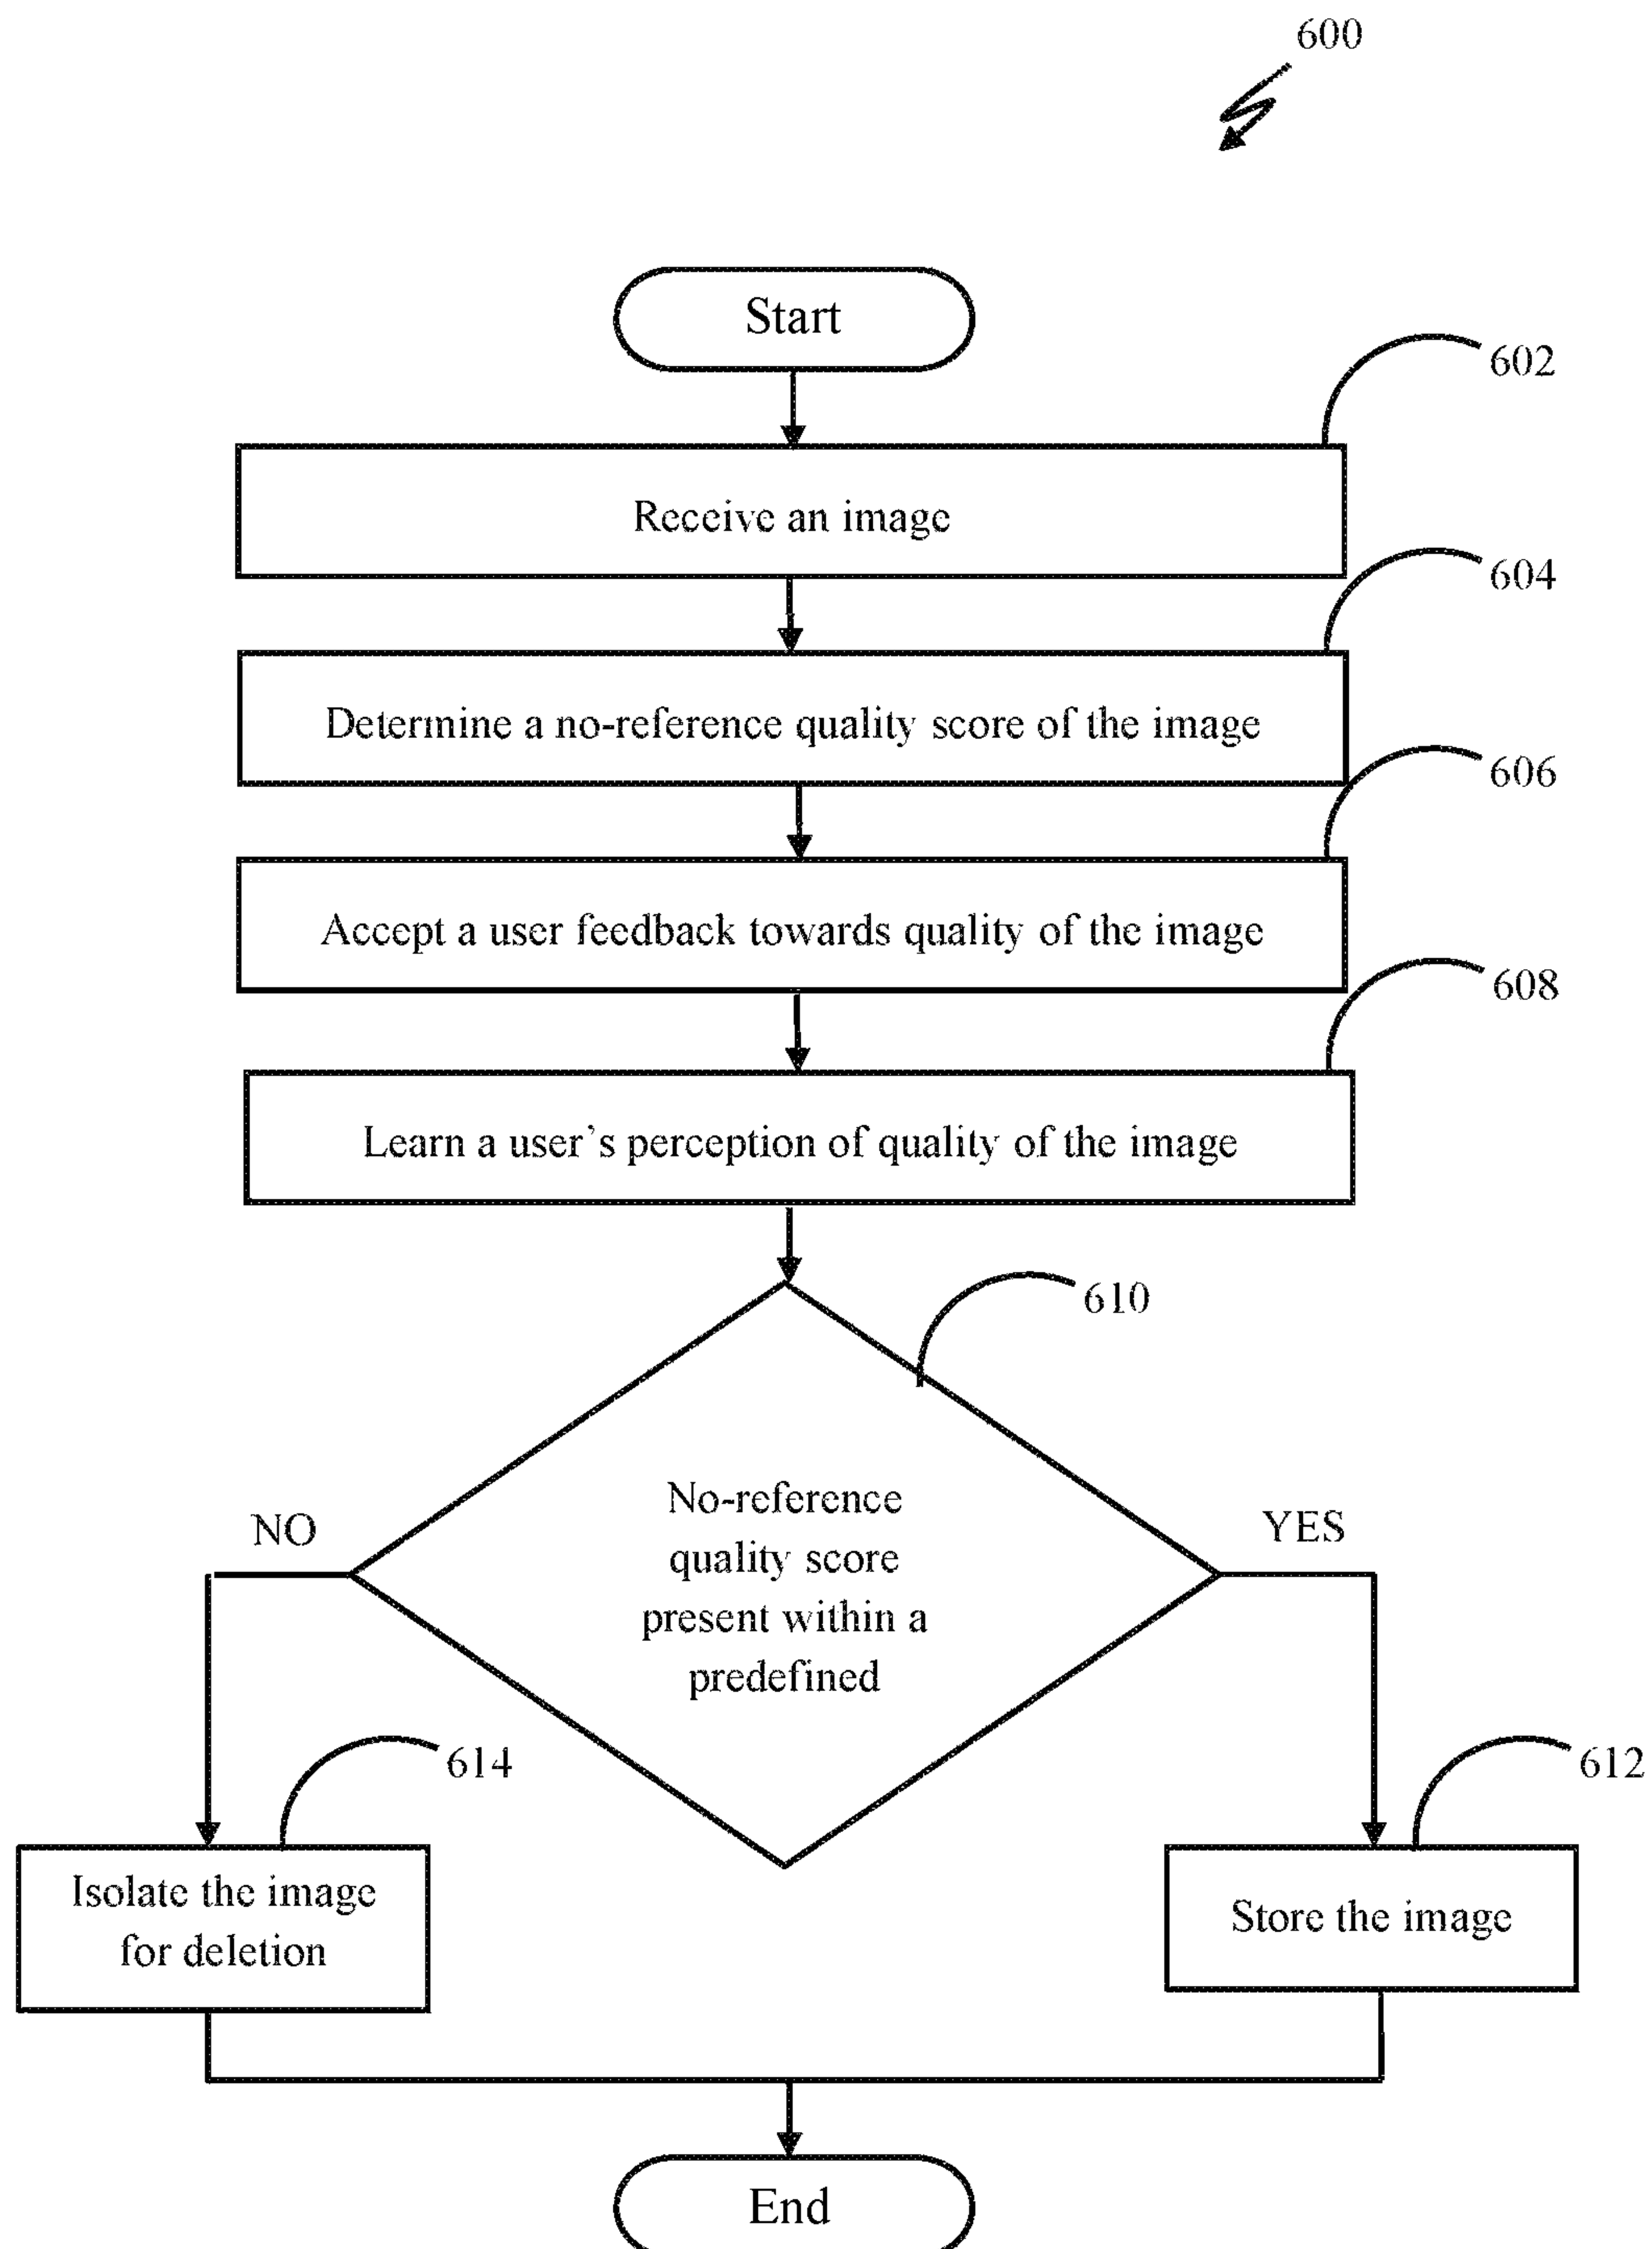 600
Start
602
Receive an image
604
Determine a no-reference quality score of the image
606
Accept a user feedback towards quality of the image
608
Learn a user's perception of quality of the image
610
No-reference
quality score
present within a
predefined
NO
YES
614
612
Isolate the image
for deletion
Store the image
End